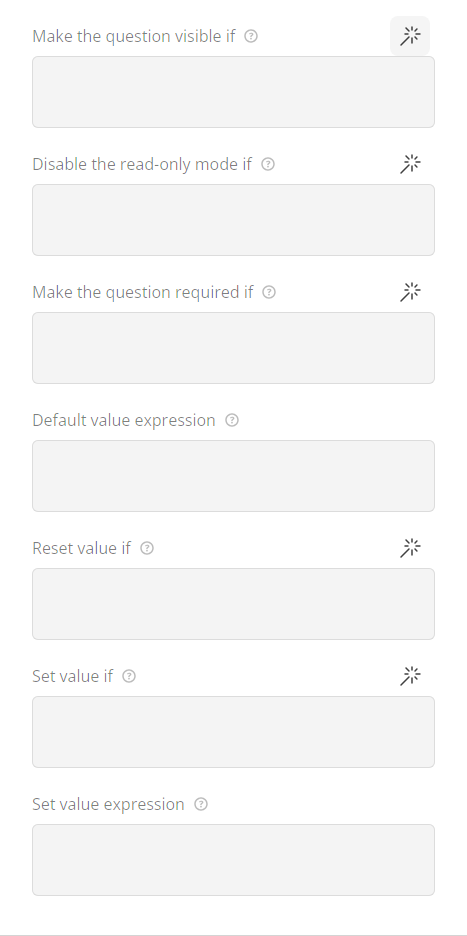 Make the question visible if
Disable the read-only mode if
Make the question required if
Default value expression
Reset value if
Set value if
Set value expression